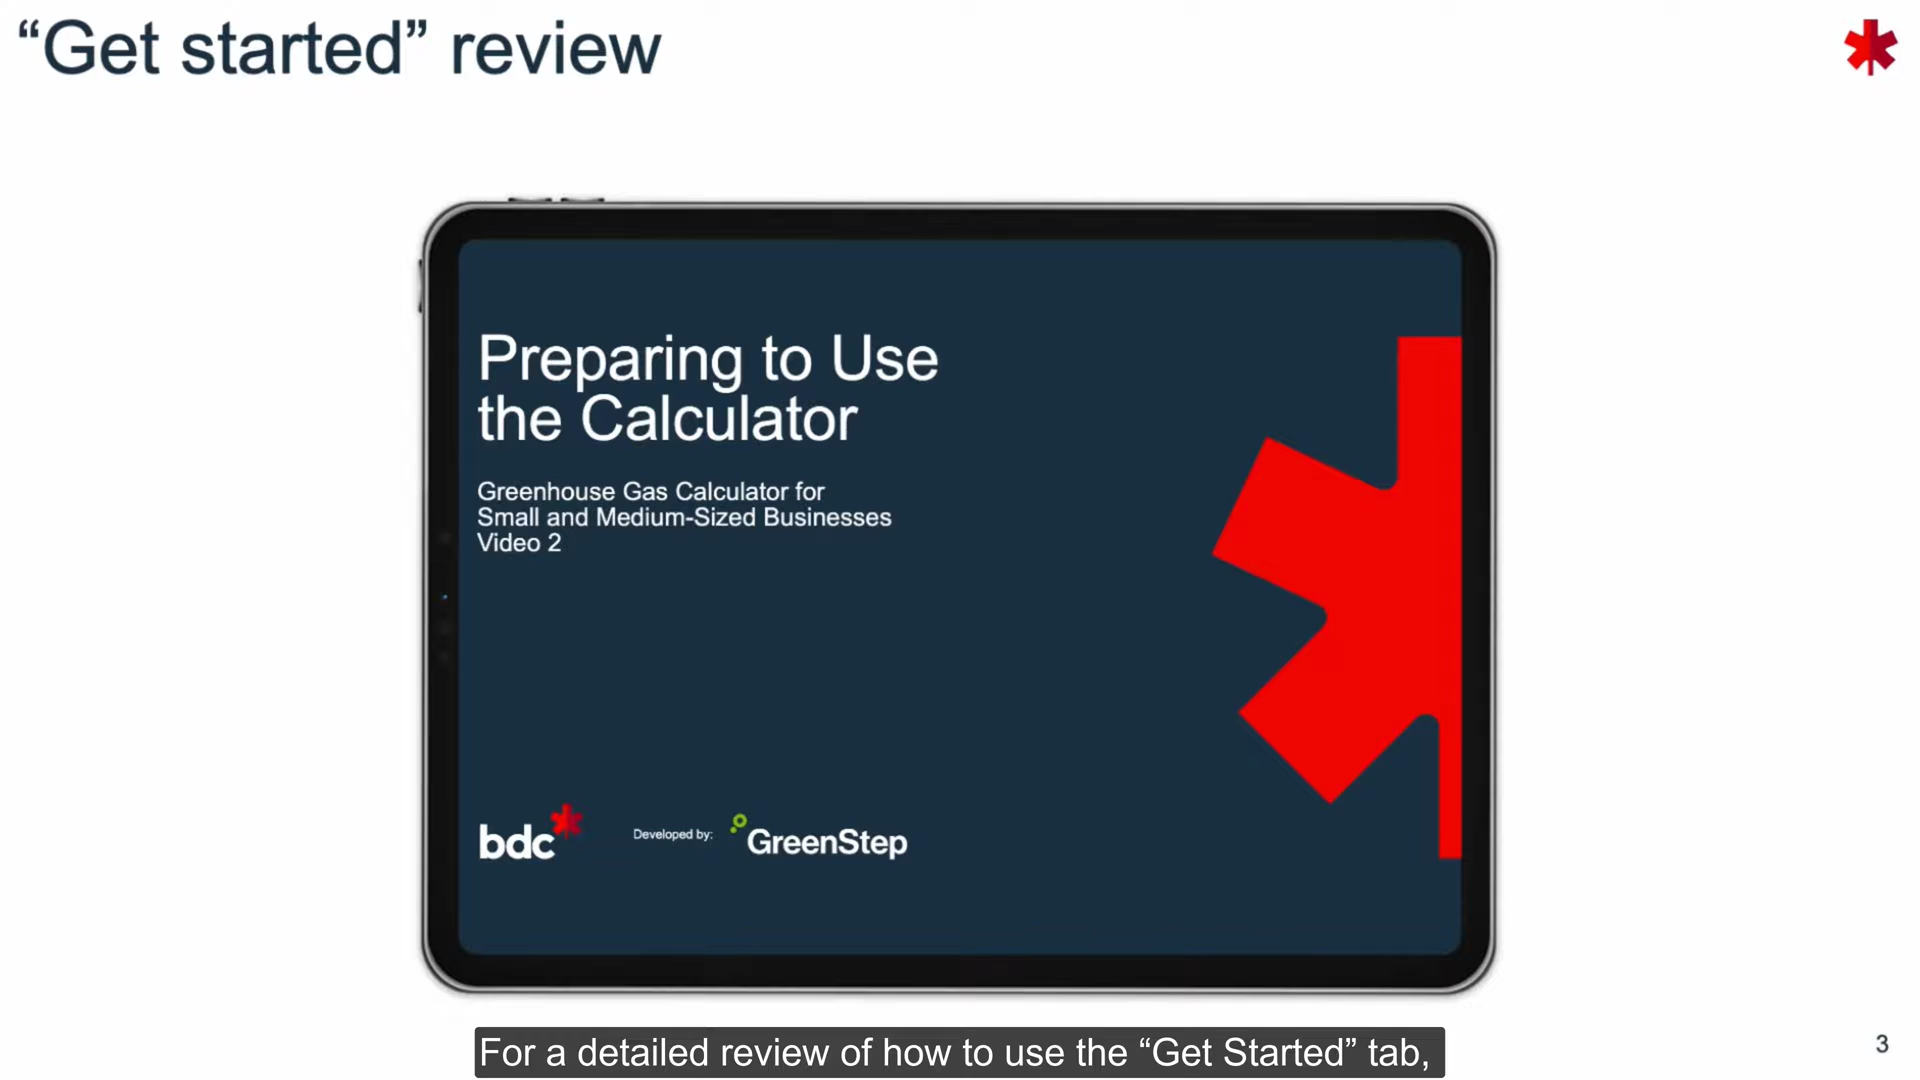 “Get started” review
Preparing to Use
the Calculator
Greenhouse Gas Calculator for
Small and Medium-Sized Businesses
Video 2
bdc
Developed by:
GreenStep
For a detailed review of how to use the “Get Started” tab,
3